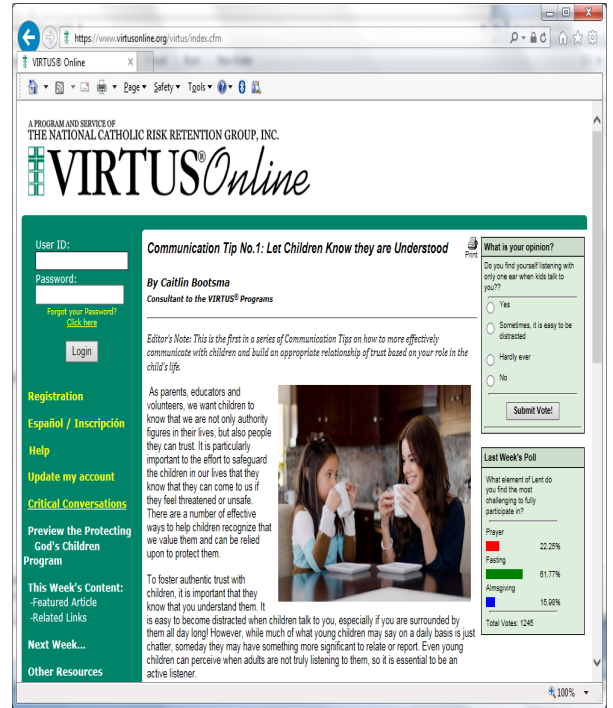 https://www.virtusonline.org/virtus/index.cfm
VIRTUS® Online
Page
Safety
Tools
A PROGRAM AND SERVICE OF
THE NATIONAL CATHOLIC RISK RETENTION GROUP, INC.
VIRTUS® Online
User ID:
Password:
Forgot your Password?
Click here
Login
Registration
Español / Inscripción
Help
Update my account
Critical Conversations
Preview the Protecting
God's Children
Program
This Week's Content:
-Featured Article
-Related Links
Next Week...
Other Resources
Communication Tip No.1: Let Children Know they are Understood
Print
By Caitlin Bootsma
Consultant to the VIRTUS® Programs
Editor's Note: This is the first in a series of Communication Tips on how to more effectively
communicate with children and build an appropriate relationship of trust based on your role in the
child's life.
As parents, educators and
volunteers, we want children to
know that we are not only authority
figures in their lives, but also people
they can trust. It is particularly
important to the effort to safeguard
the children in our lives that they
know that they can come to us if
they feel threatened or unsafe.
There are a number of effective
ways to help children recognize that
we value them and can be relied
upon to protect them.
To foster authentic trust with
children, it is important that they
know that you understand them. It
is easy to become distracted when children talk to you, especially if you are surrounded by
them all day long! However, while much of what young children may say on a daily basis is just
chatter, someday they may have something more significant to relate or report. Even young
children can perceive when adults are not truly listening to them, so it is essential to be an
active listener.
What is your opinion?
Do you find yourself listening with
only one ear when kids talk to
you??
Yes
Sometimes, it is easy to be
distracted
Hardly ever
No
Submit Vote!
Last Week's Poll
What element of Lent do
you find the most
challenging to fully
participate in?
Prayer
22.25%
Fasting
61.77%
Almsgiving
15.98%
Total Votes: 1245
100%